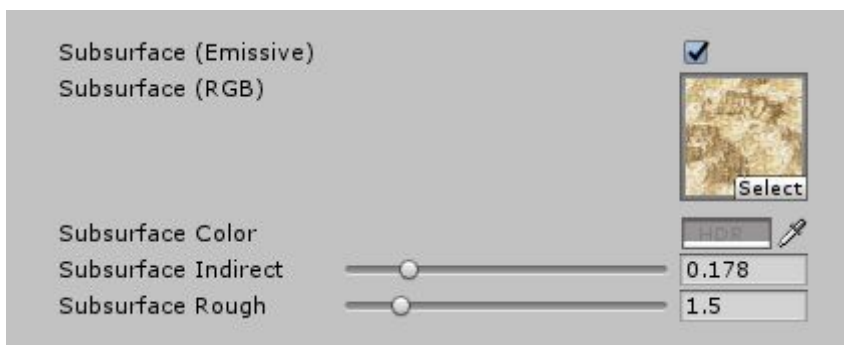 Subsurface (Emissive)
Subsurface (RGB)
Select
Subsurface Color HDR
Subsurface Indirect 0.178
Subsurface Rough 1.5